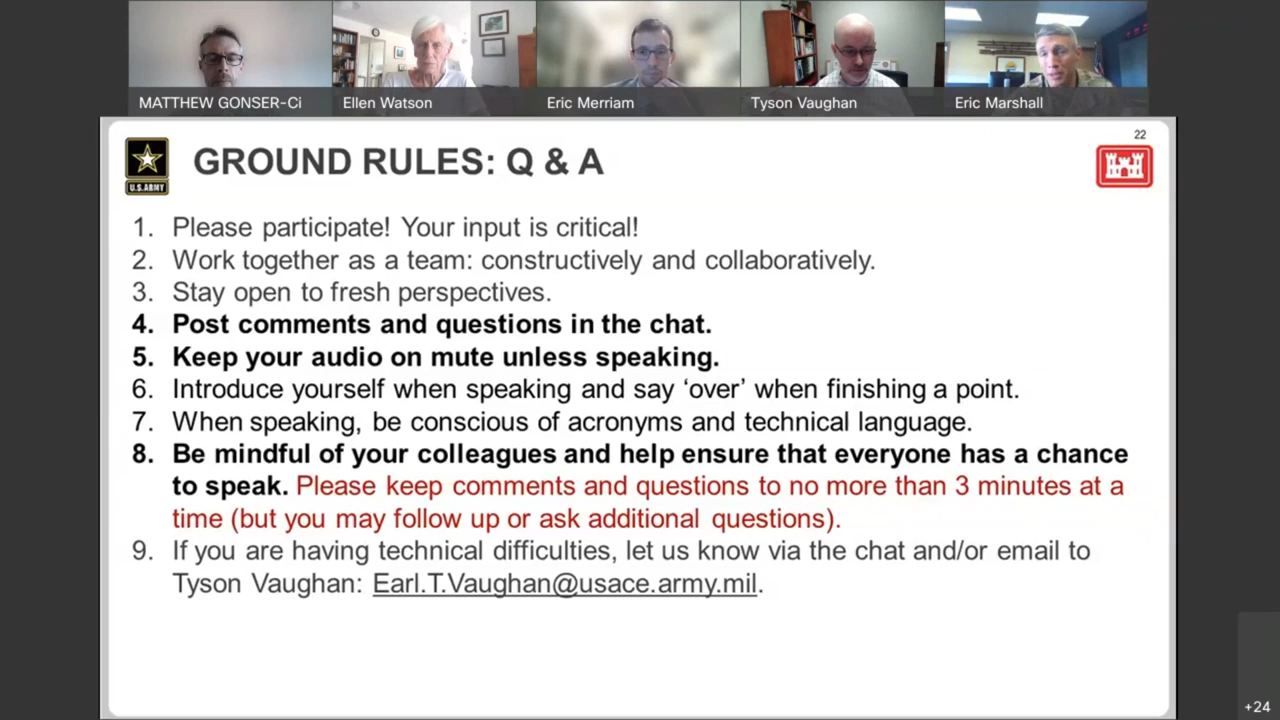 MATTHEW GONSER-Ci
Ellen Watson
Eric Merriam
Tyson Vaughan
Eric Marshall
22
U.S.ARMY
GROUND RULES: Q & A
1. Please participate! Your input is critical!
2. Work together as a team: constructively and collaboratively.
3. Stay open to fresh perspectives.
4. Post comments and questions in the chat.
5. Keep your audio on mute unless speaking.
6. Introduce yourself when speaking and say ‘over’ when finishing a point.
7. When speaking, be conscious of acronyms and technical language.
8. Be mindful of your colleagues and help ensure that everyone has a chance
to speak. Please keep comments and questions to no more than 3 minutes at a
time (but you may follow up or ask additional questions).
9. If you are having technical difficulties, let us know via the chat and/or email to
Tyson Vaughan: Earl.T.Vaughan@usace.army.mil.
+24